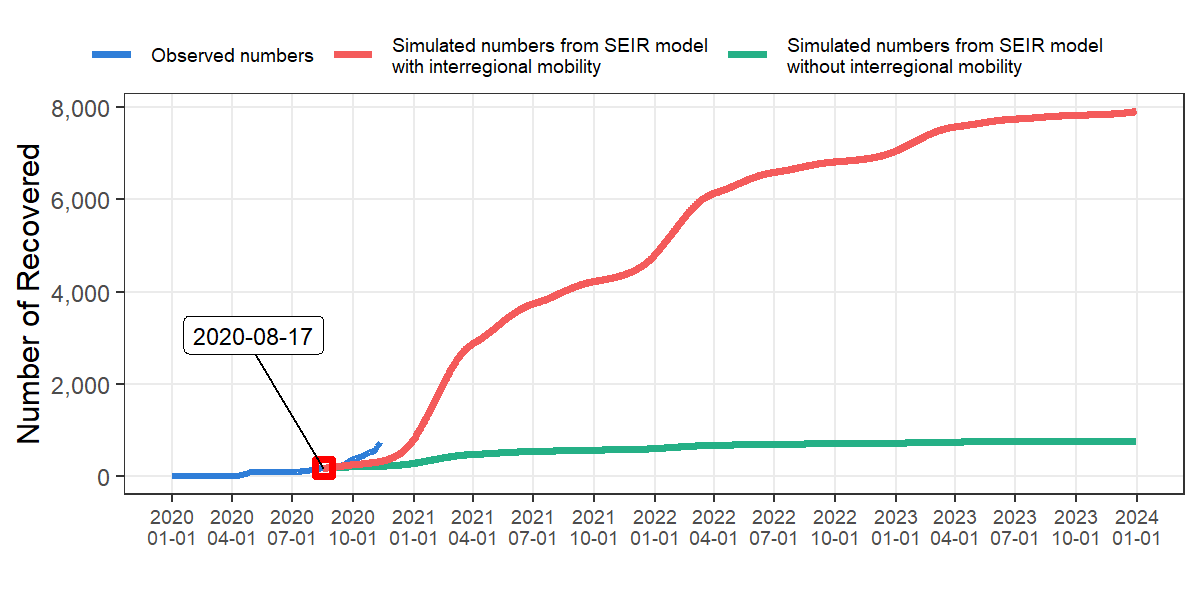 Observed numbers
Simulated numbers from SEIR model
with interregional mobility
Simulated numbers from SEIR model
without interregional mobility
Number of Recovered
8,000
6,000
4,000
2,000
0
2020-08-17
2020 2020 2020 2020 2021 2021 2021 2021 2022 2022 2022 2022 2023 2023 2023 2023 2024
01-01 04-01 07-01 10-01 01-01 04-01 07-01 10-01 01-01 04-01 07-01 10-01 01-01 04-01 07-01 10-01 01-01